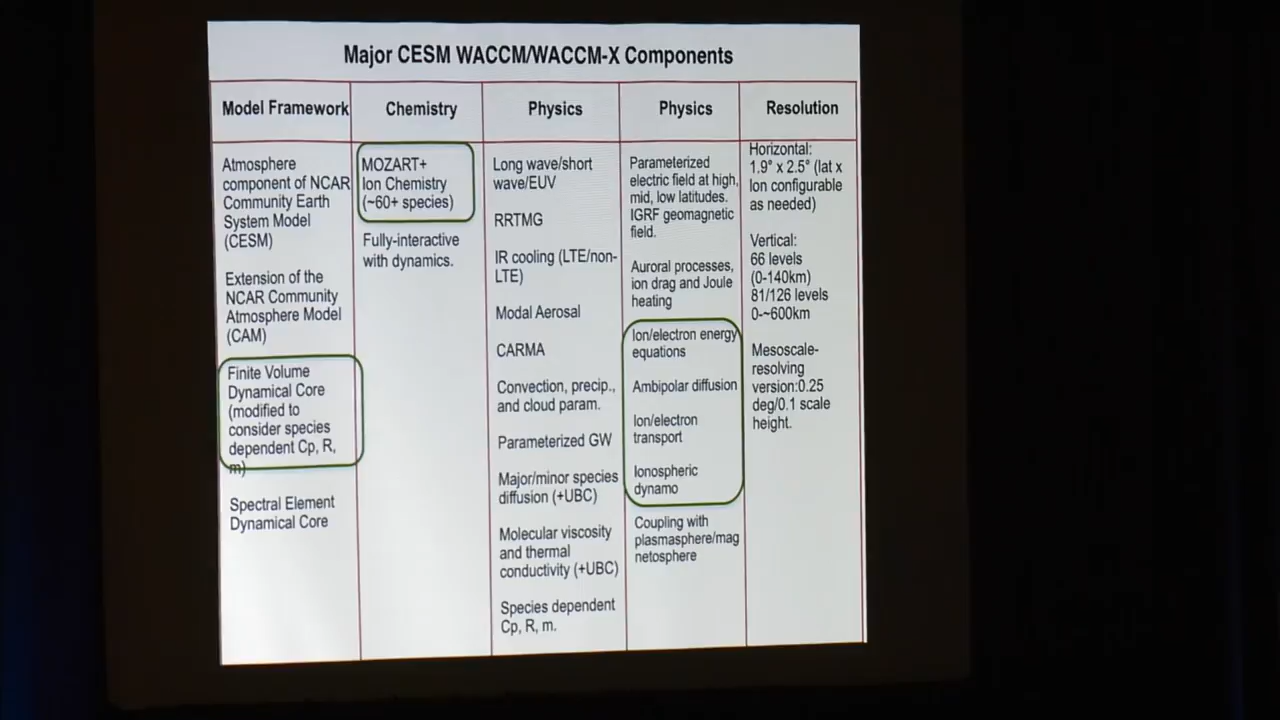 Major CESM WACCM/WACCM-X Components
Model Framework
Atmosphere
component of NCAR
Community Earth
System Model
(CESM)
Extension of the
NCAR Community
Atmosphere Model
(CAM)
Finite Volume
Dynamical Core
(modified to
consider species
dependent Cp, R,
m)
Spectral Element
Dynamical Core
Chemistry
MOZART+
Ion Chemistry
(~60+ species)
Fully-interactive
with dynamics.
Physics
Long wave/short
wave/EUV
RRTMG
IR cooling (LTE/non-
LTE)
Modal Aerosal
CARMA
Convection, precip.,
and cloud param.
Parameterized GW
Major/minor species
diffusion (+UBC)
Molecular viscosity
and thermal
conductivity (+UBC)
Species dependent
Cp, R, m.
Physics
Parameterized
electric field at high,
mid, low latitudes.
IGRF geomagnetic
field.
Auroral processes,
ion drag and Joule
heating
Ion/electron energy
equations
Ambipolar diffusion
Ion/electron
transport
Ionospheric
dynamo
Coupling with
plasmasphere/mag
netosphere
Resolution
Horizontal:
1.9° x 2.5° (lat x
lon configurable
as needed)
Vertical:
66 levels
(0-140km)
81/126 levels
0-~600km
Mesoscale-
resolving
version:0.25
deg/0.1 scale
height.